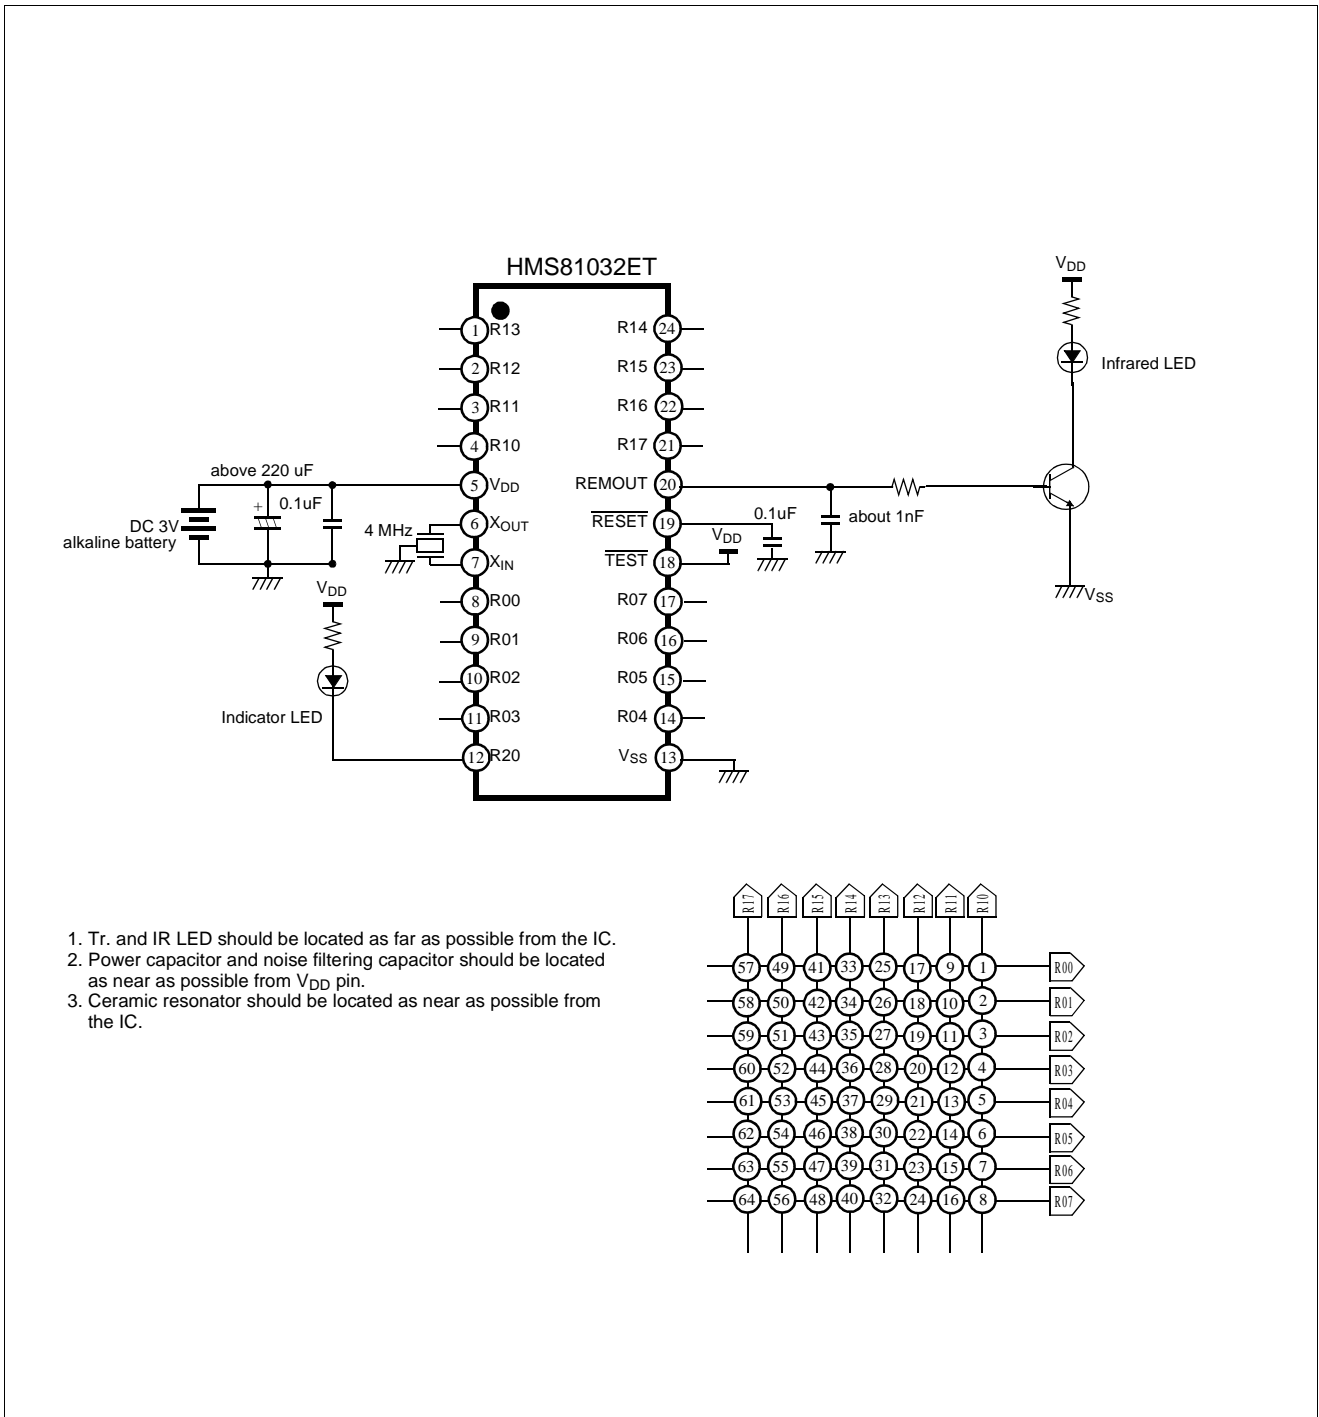 HMS81032ET
1 R13
2 R12
3 R11
4 R10
5 VDD
6 XOUT
7 XIN
8 R00
9 R01
10 R02
11 R03
12 R20
R14 24
R15 23
R16 22
R17 21
REMOUT 20
RESET 19
TEST 18
R07 17
R06 16
R05 15
R04 14
VSS 13
above 220 uF
+
0.1uF
DC 3V
alkaline battery
4 MHz
VDD
Indicator LED
0.1uF
VDD
about 1nF
VDD
Infrared LED
VSS
1. Tr. and IR LED should be located as far as possible from the IC.
2. Power capacitor and noise filtering capacitor should be located
as near as possible from VDD pin.
3. Ceramic resonator should be located as near as possible from
the IC.
R17 R16 R15 R14 R13 R12 R11 R10
57 49 41 33 25 17 9 1 R00
58 50 42 34 26 18 10 2 R01
59 51 43 35 27 19 11 3 R02
60 52 44 36 28 20 12 4 R03
61 53 45 37 29 21 13 5 R04
62 54 46 38 30 22 14 6 R05
63 55 47 39 31 23 15 7 R06
64 56 48 40 32 24 16 8 R07